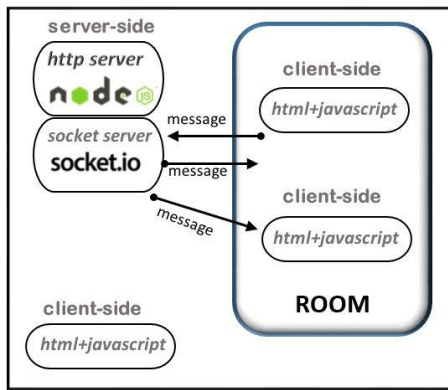 server-side
http server
node JS
socket server
socket.io
message
message
message
client-side
html+javascript
client-side
html+javascript
ROOM
client-side
html+javascript